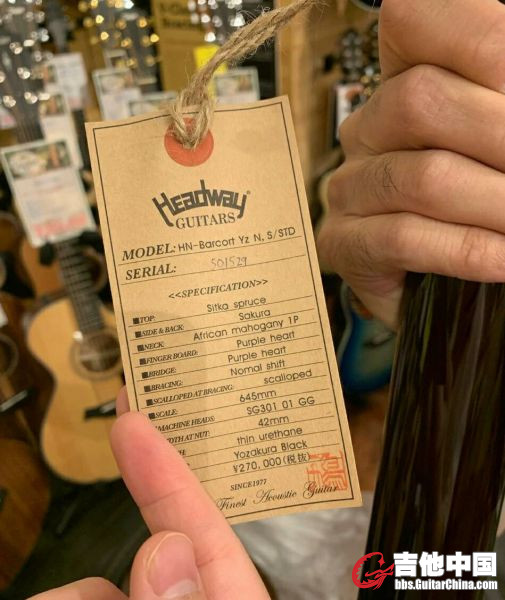 Headway
GUITARS
MODEL: HN-Barcort Yz N, S/STD
SERIAL: 501529
<<SPECIFICATION>>
■TOP: Sitka spruce
■SIDE & BACK: Sakura
■NECK: African mahogany 1P
■FINGER BOARD: Purple heart
■BRIDGE: Purple heart
■BRACING: Nomal shift
■SCALLOPED AT BRACING: scalloped
■SCALE: 645mm
MACHINE HEADS: SG301 01 GG
WIDTH AT NUT: 42mm
thin urethane
Yozakura Black
¥270,000(税抜)
SINCE1977
Finest Acoustic Guitar
吉他中国
bbs.GuitarChina.com